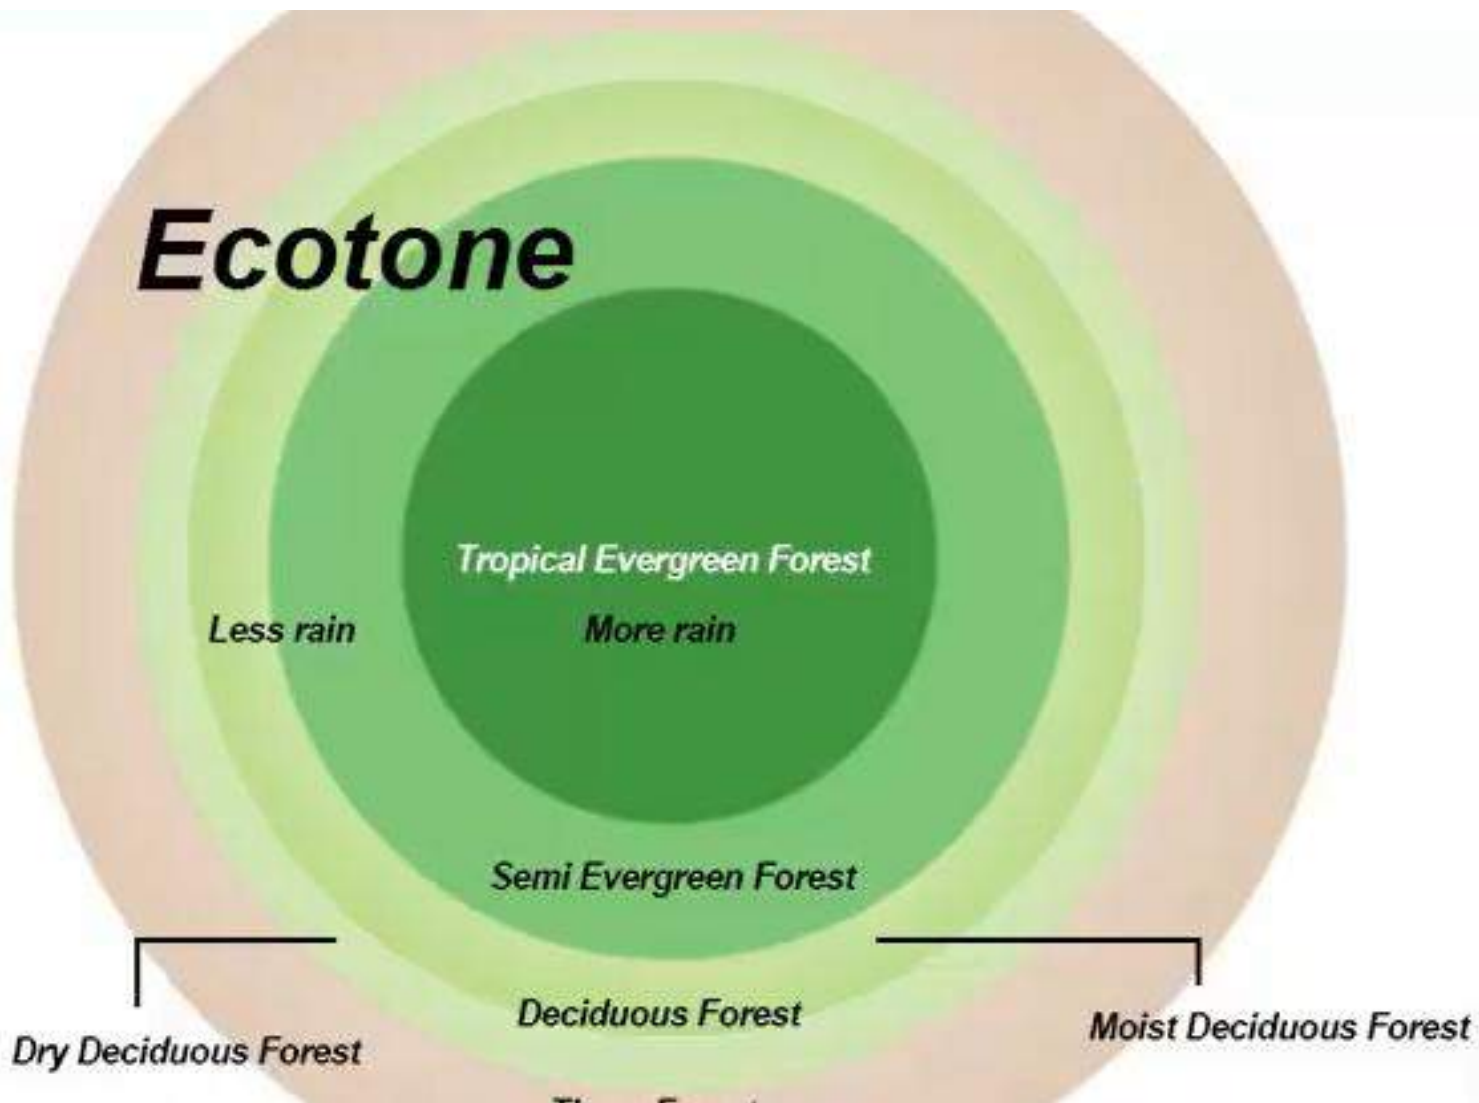 Ecotone
Tropical Evergreen Forest
Less rain
More rain
Semi Evergreen Forest
Deciduous Forest
Moist Deciduous Forest
Dry Deciduous Forest